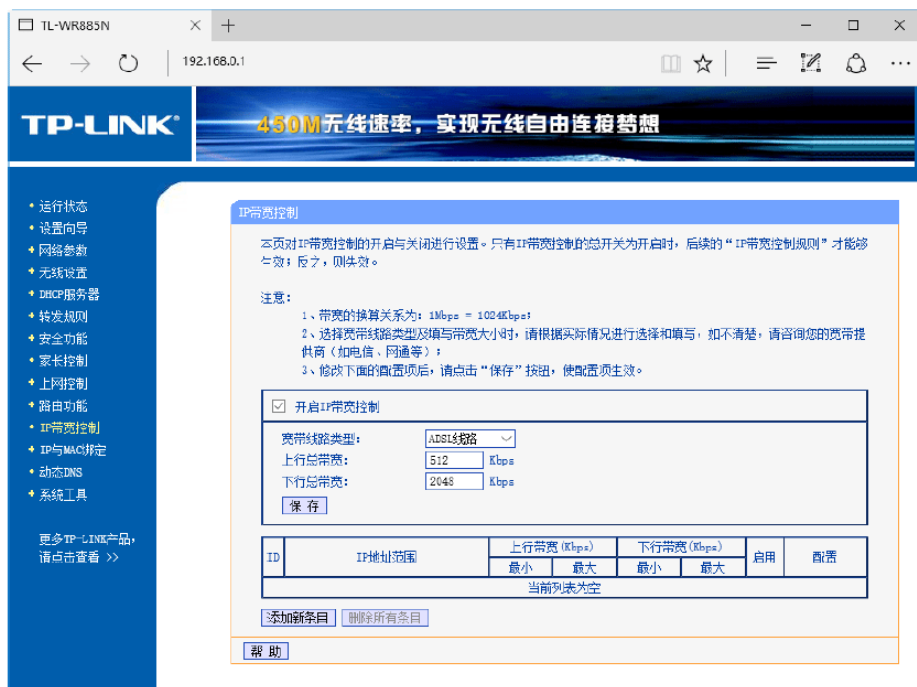 TL-WR885N
192.168.0.1
TP-LINK
450M无线速率，实现无线自由连接梦想
运行状态
设置向导
网络参数
无线设置
DHCP服务器
转发规则
安全功能
家长控制
上网控制
路由功能
IP带宽控制
IP与MAC绑定
动态DNS
系统工具
更多TP-LINK产品，
请点击查看 >>
IP带宽控制
本页对IP带宽控制的开启与关闭进行设置。只有IP带宽控制的总开关为开启时，后续的“IP带宽控制规则”才能够
生效；反之，则失效。
注意：
1、带宽的换算关系为：1Mbps = 1024Kbps；
2、选择宽带线路类型及填写带宽大小时，请根据实际情况进行选择和填写，如不清楚，请咨询您的宽带提
供商（如电信、网通等）；
3、修改下面的配置项后，请点击“保存”按钮，使配置项生效。
开启IP带宽控制
宽带线路类型： ADSL线路
上行总带宽： 512 Kbps
下行总带宽： 2048 Kbps
保 存
ID IP地址范围 上行带宽(Kbps) 下行带宽(Kbps) 启用 配置
最小 最大 最小 最大
当前列表为空
添加新条目 删除所有条目
帮 助